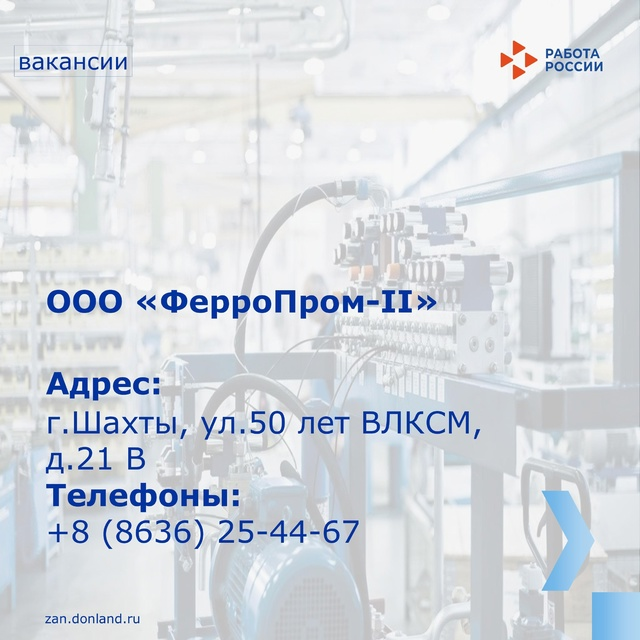 вакансии
РАБОТА
РОССИИ
ООО «ФерроПром-II»
Адрес:
г.Шахты, ул.50 лет ВЛКСМ,
д.21 В
Телефоны:
+8 (8636) 25-44-67
zan.donland.ru